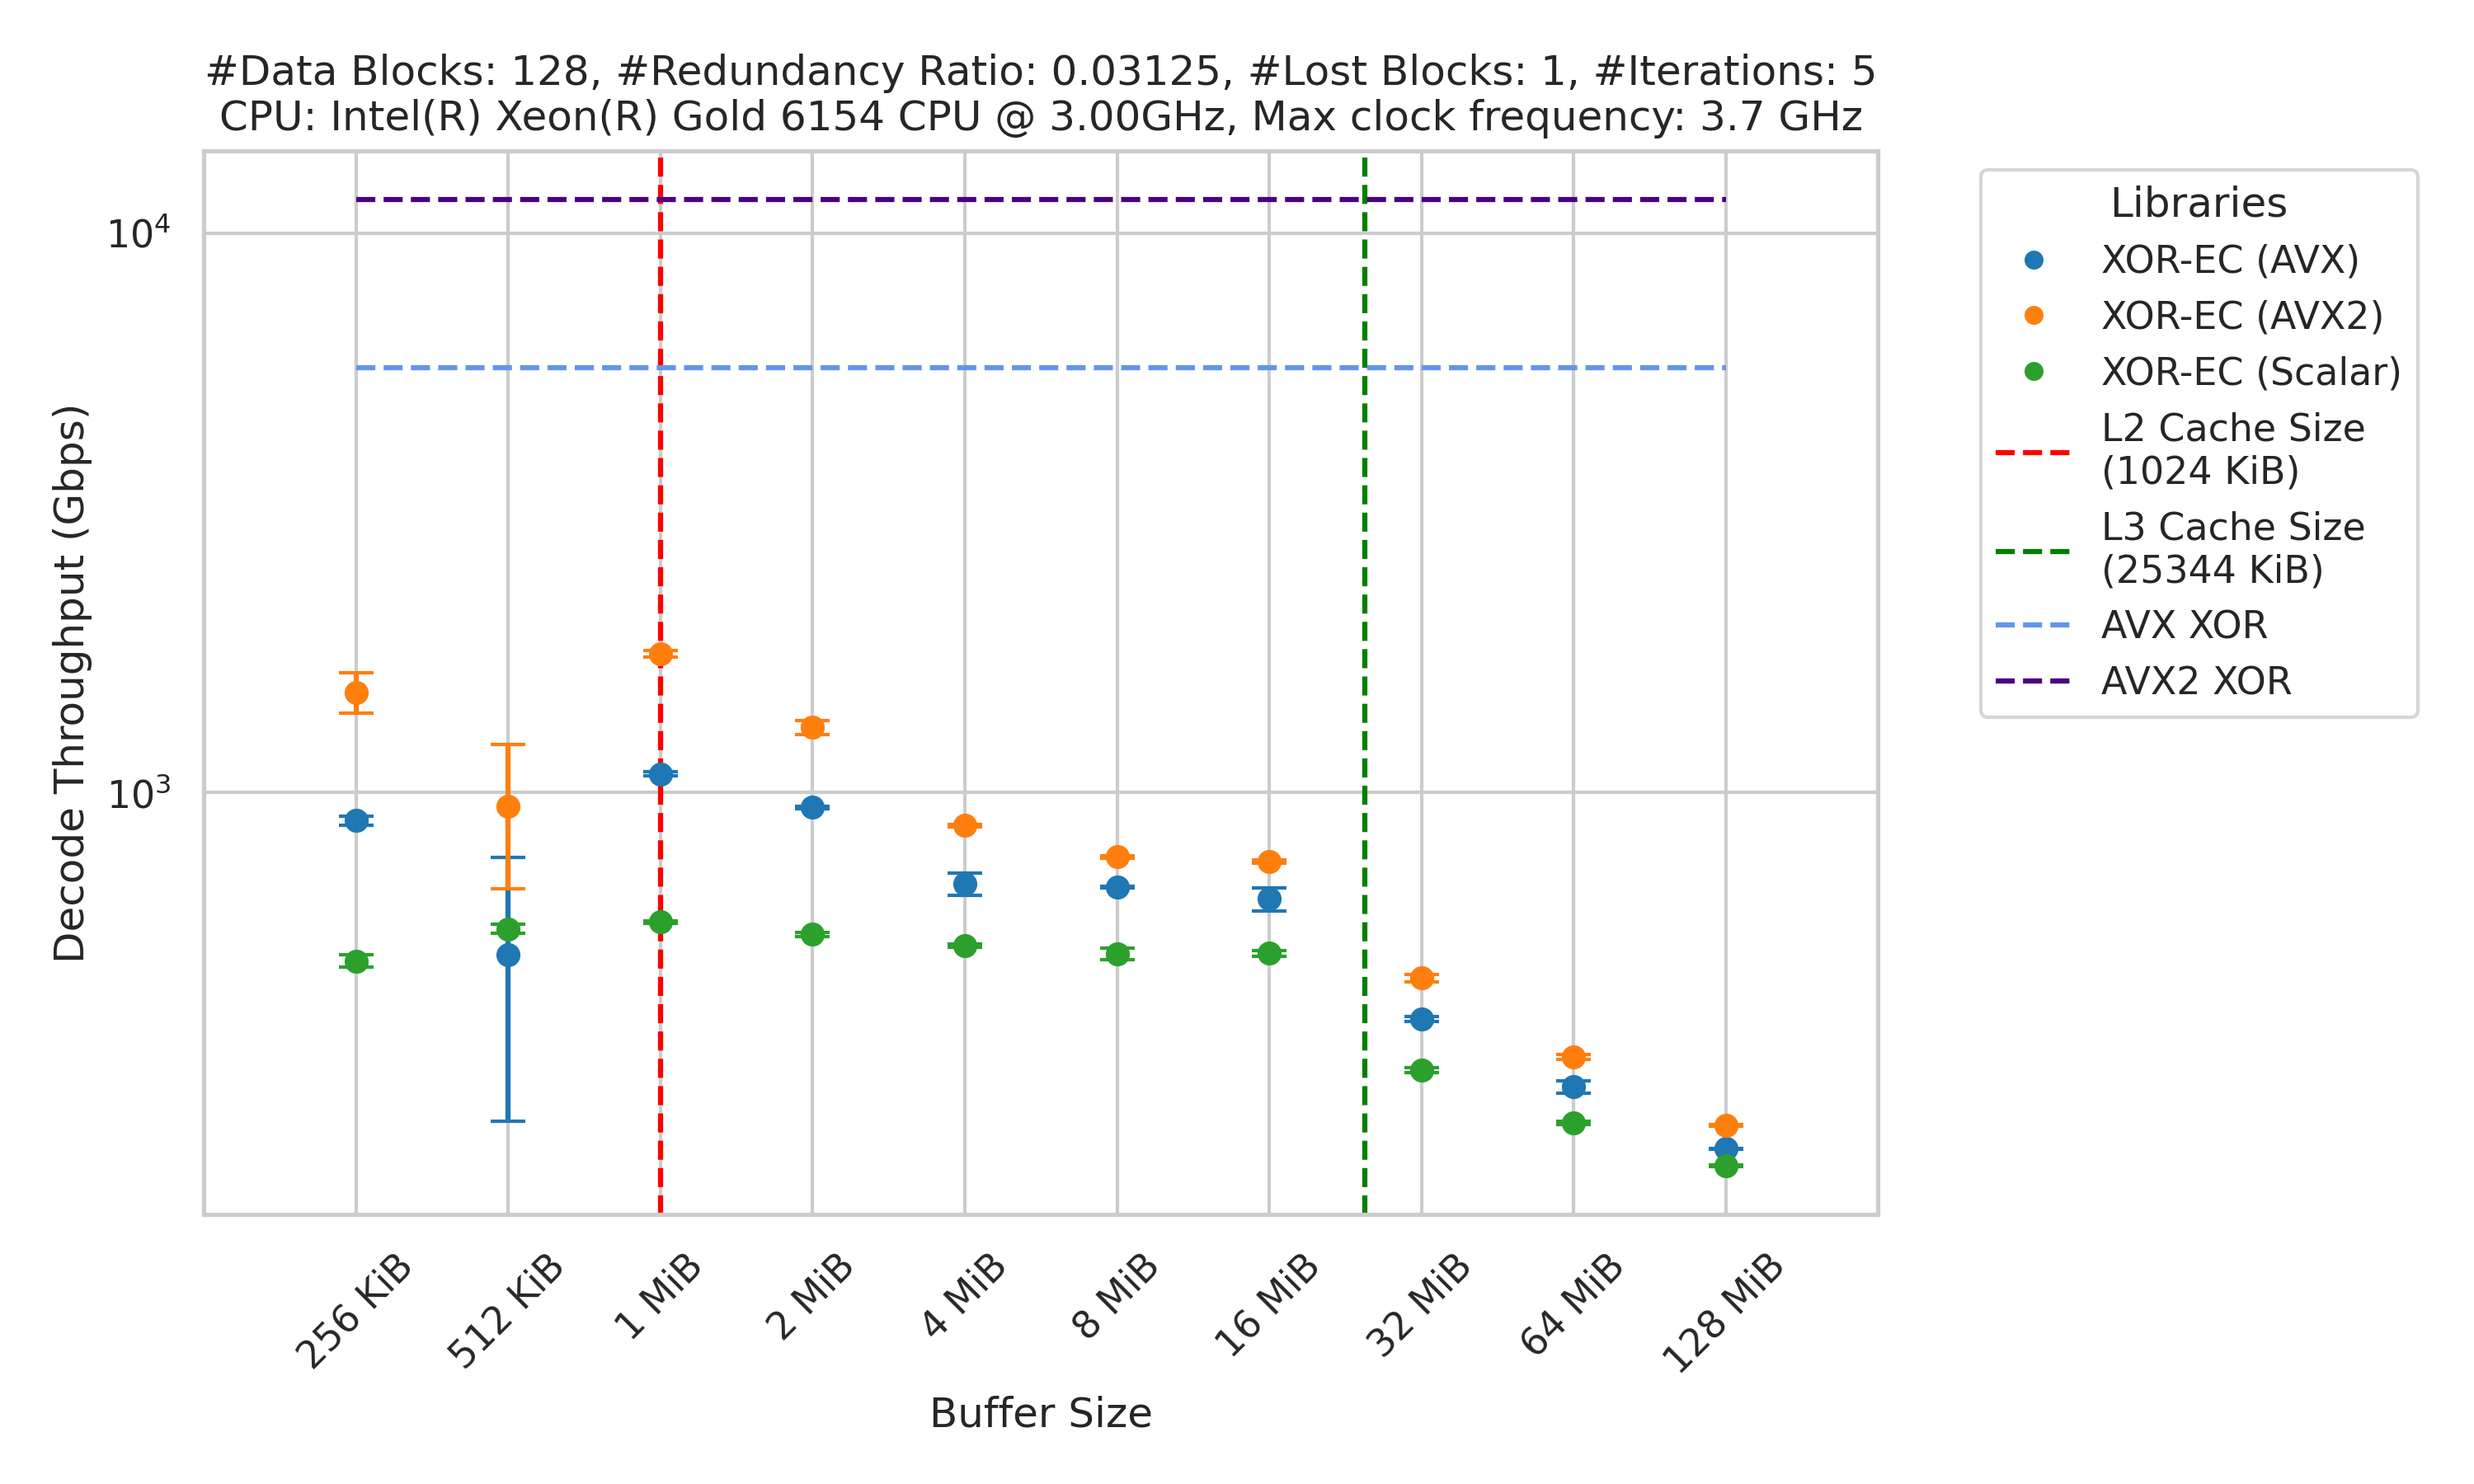 #Data Blocks: 128, #Redundancy Ratio: 0.03125, #Lost Blocks: 1, #Iterations: 5
CPU: Intel(R) Xeon(R) Gold 6154 CPU @ 3.00GHz, Max clock frequency: 3.7 GHz
Decode Throughput (Gbps)
10⁴
10³
256 KiB
512 KiB
1 MiB
2 MiB
4 MiB
8 MiB
16 MiB
32 MiB
64 MiB
128 MiB
Buffer Size
Libraries
XOR-EC (AVX)
XOR-EC (AVX2)
XOR-EC (Scalar)
L2 Cache Size
(1024 KiB)
L3 Cache Size
(25344 KiB)
AVX XOR
AVX2 XOR